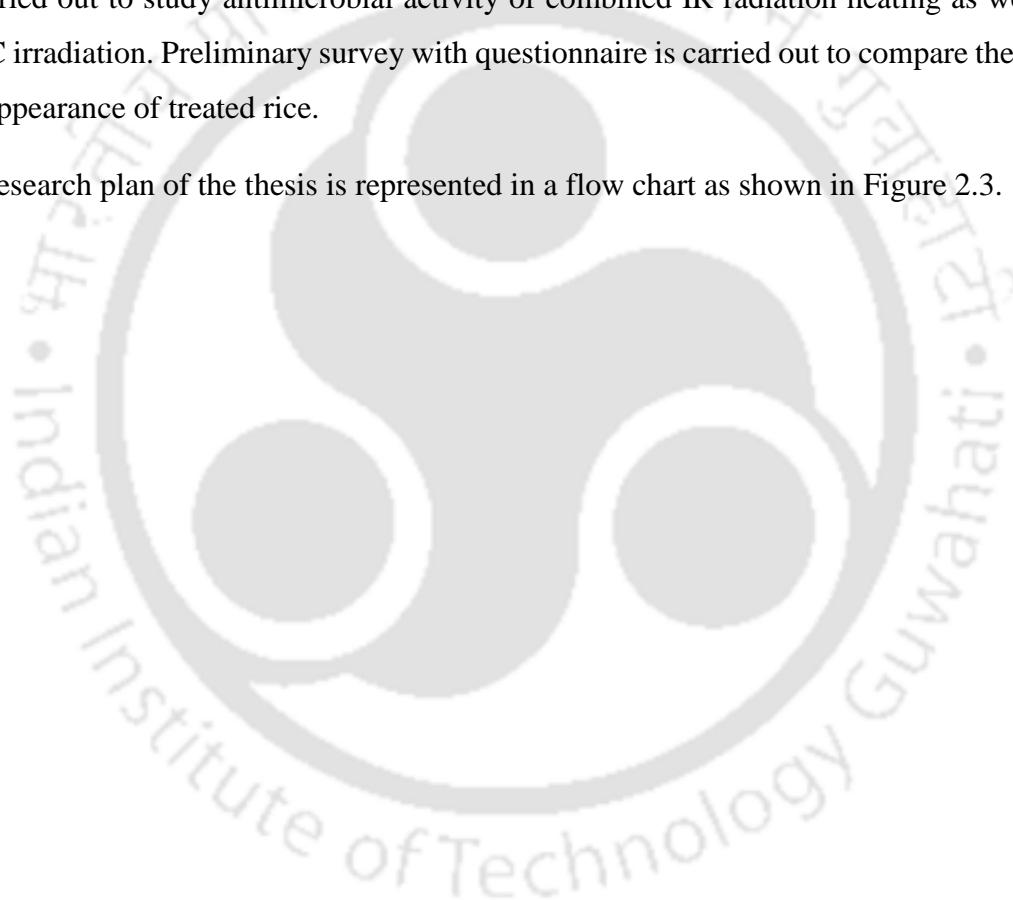 ried out to study antimicrobial activity of combined IR radiation heating as we
C irradiation. Preliminary survey with questionnaire is carried out to compare the
ppearance of treated rice.
esearch plan of the thesis is represented in a flow chart as shown in Figure 2.3.
Indian Institute of Technology Guwahati